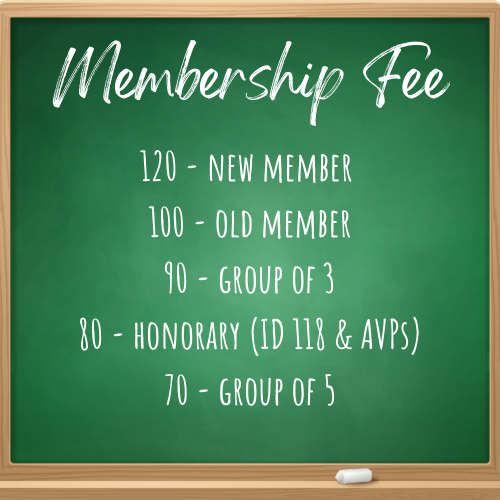 Membership Fee
120 - NEW MEMBER
100 - OLD MEMBER
90 - GROUP OF 3
80 - HONORARY (ID 118 & AVPs)
70 - GROUP OF 5